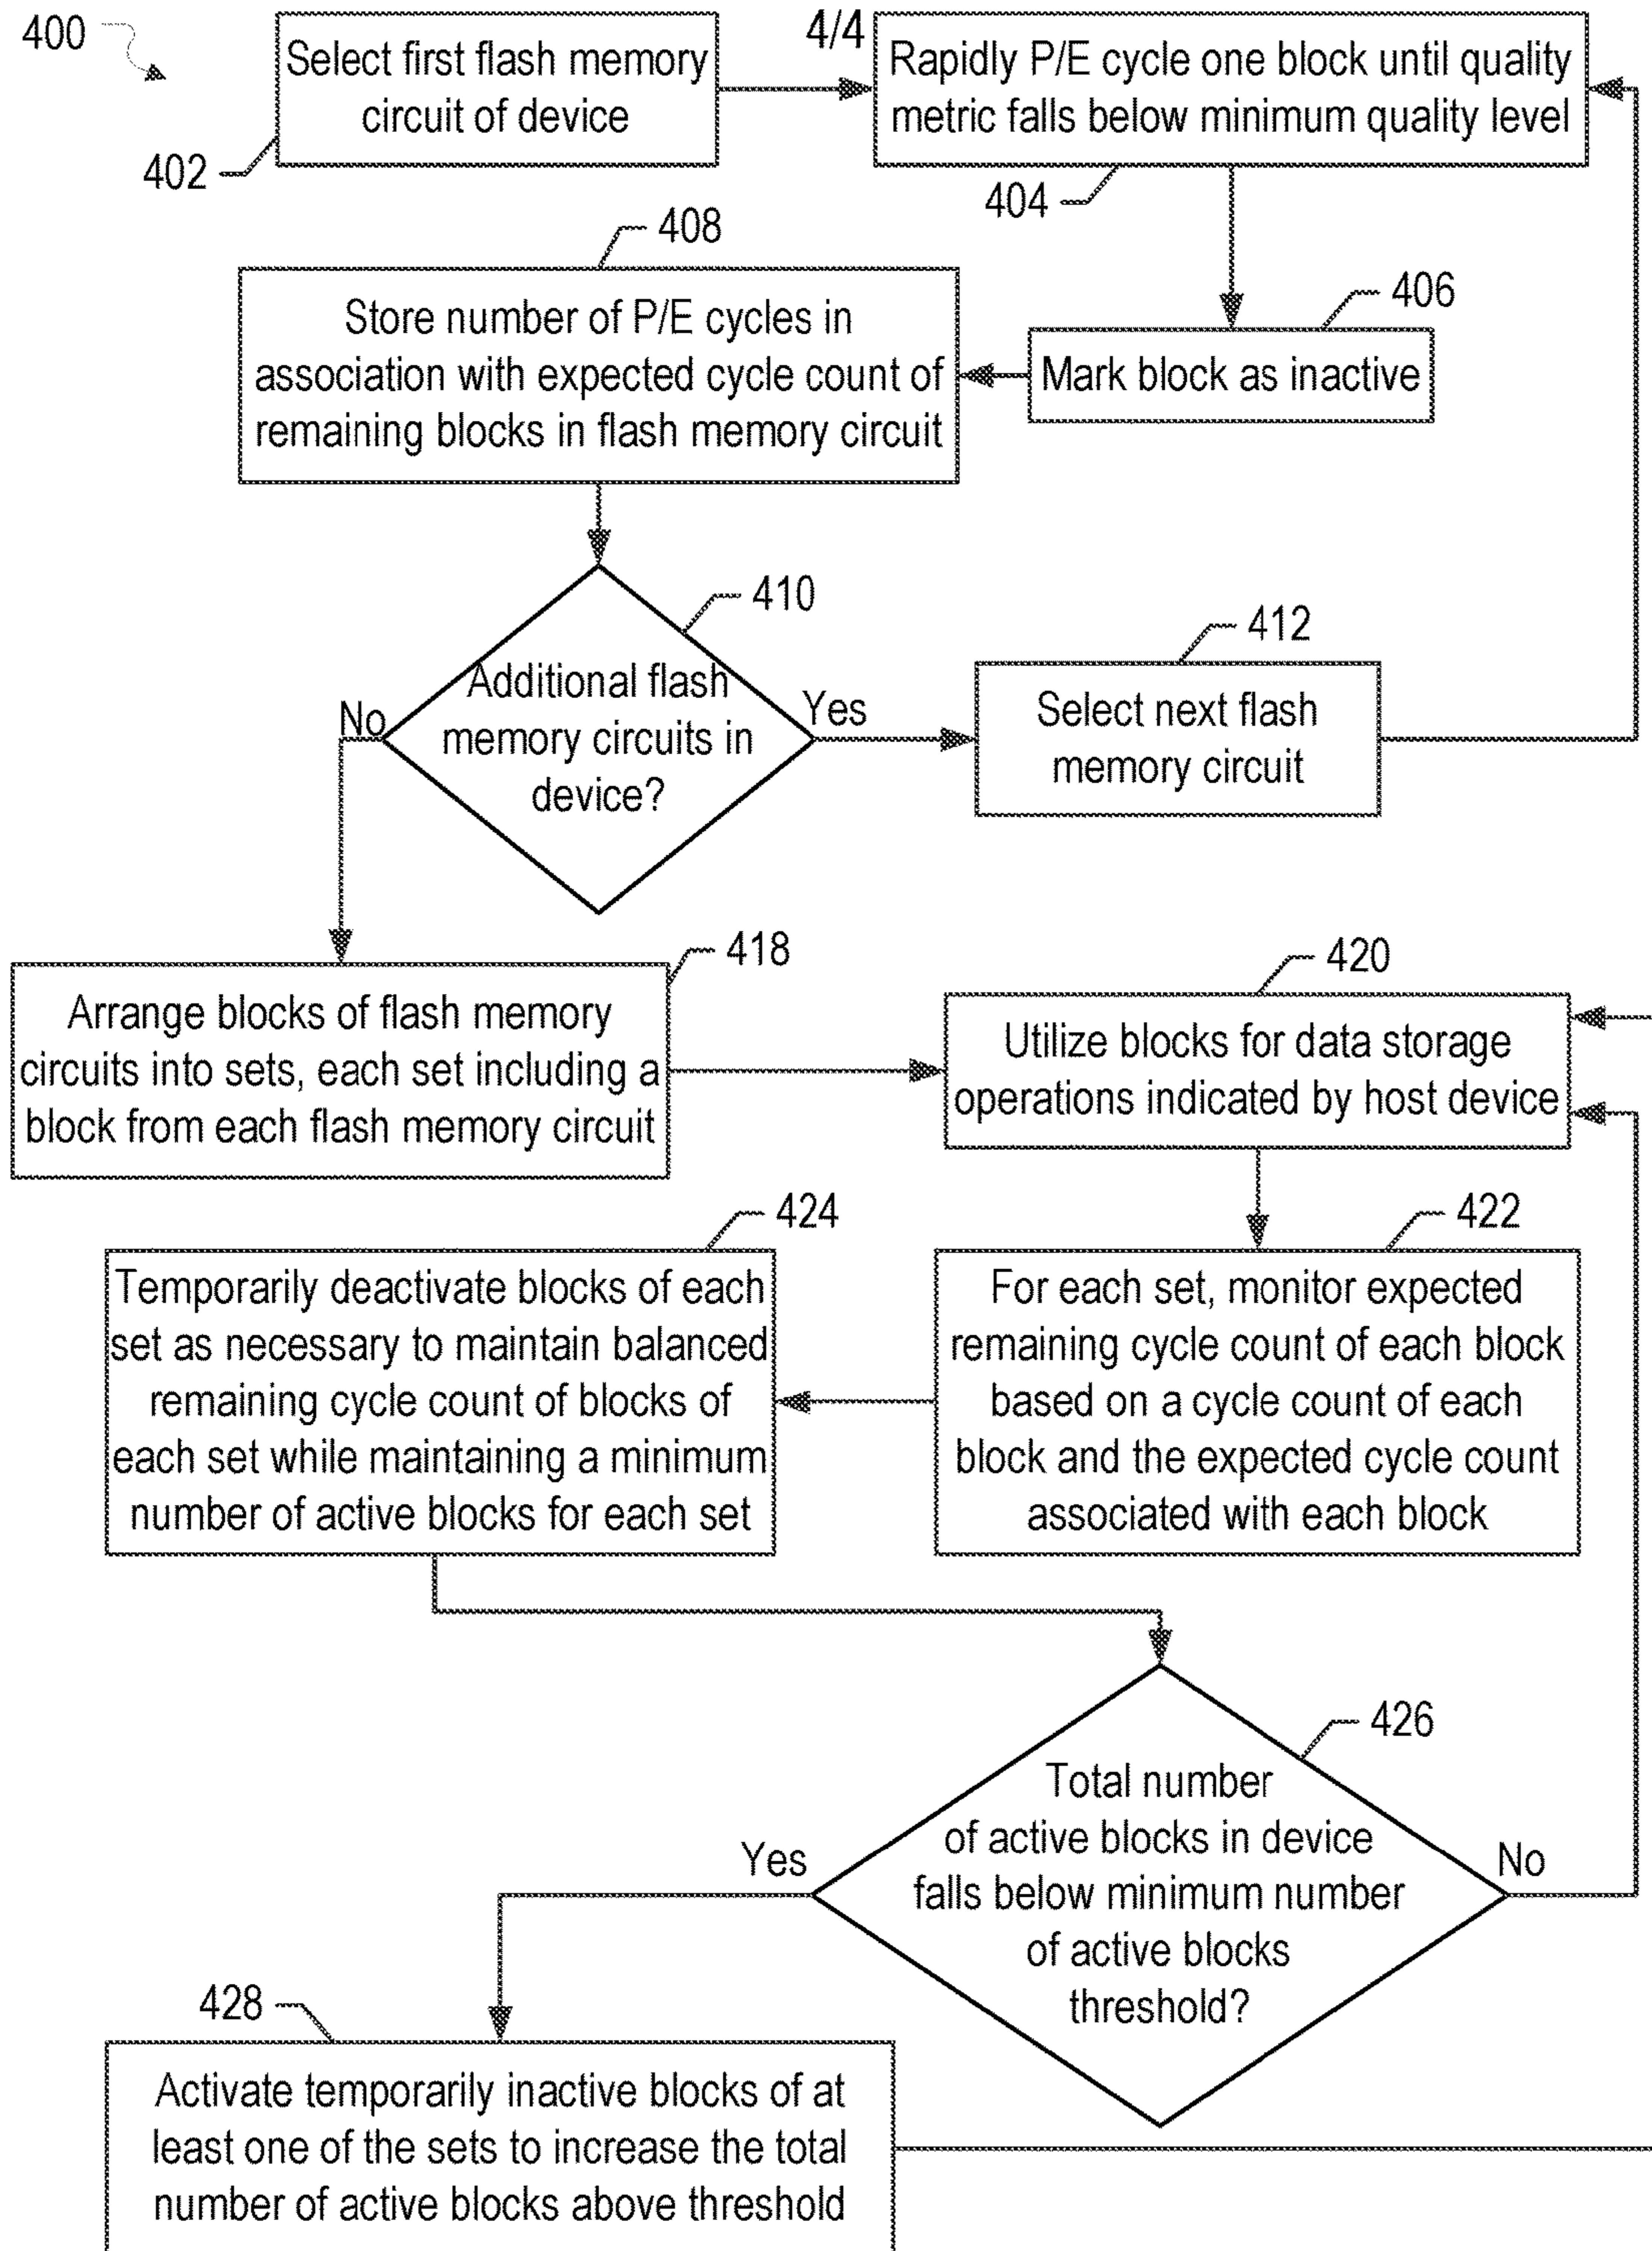 400
Select first flash memory
circuit of device
402
4/4
Rapidly P/E cycle one block until quality
metric falls below minimum quality level
404
408
Store number of P/E cycles in
association with expected cycle count of
remaining blocks in flash memory circuit
406
Mark block as inactive
410
Additional flash
memory circuits in
device?
No
Yes
412
Select next flash
memory circuit
418
Arrange blocks of flash memory
circuits into sets, each set including a
block from each flash memory circuit
420
Utilize blocks for data storage
operations indicated by host device
424
Temporarily deactivate blocks of each
set as necessary to maintain balanced
remaining cycle count of blocks of
each set while maintaining a minimum
number of active blocks for each set
422
For each set, monitor expected
remaining cycle count of each block
based on a cycle count of each
block and the expected cycle count
associated with each block
426
Total number
of active blocks in device
falls below minimum number
of active blocks
threshold?
Yes
No
428
Activate temporarily inactive blocks of at
least one of the sets to increase the total
number of active blocks above threshold